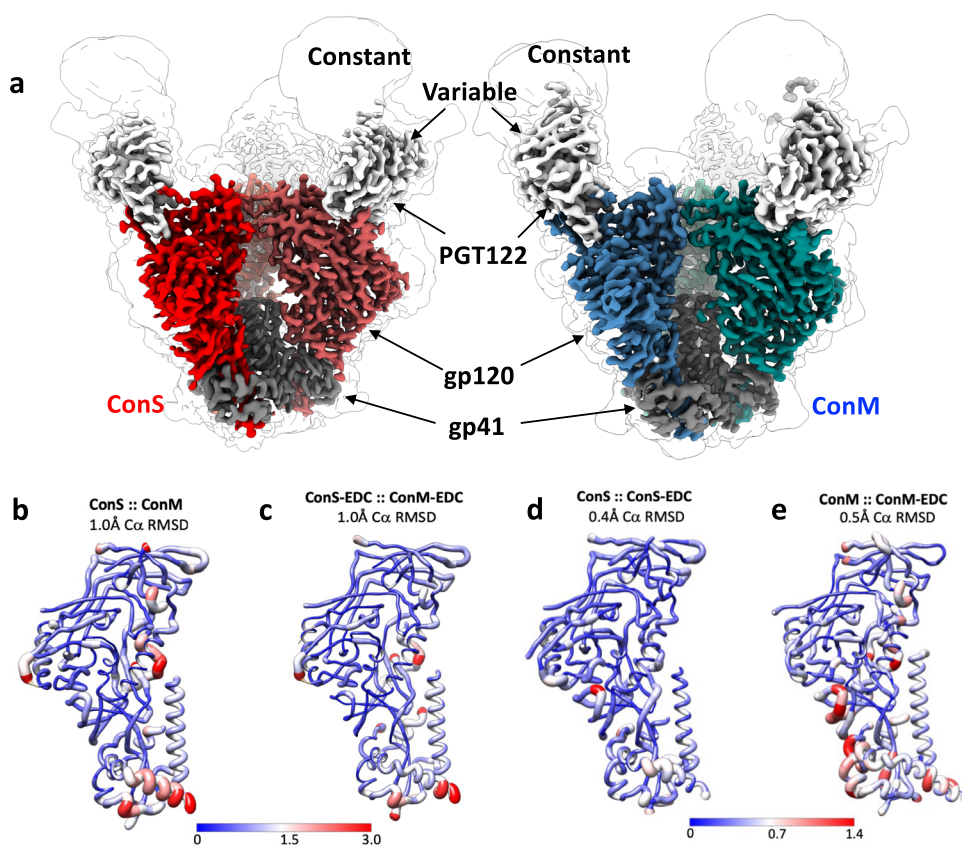 a
Constant
Constant
Variable
PGT122
gp120
gp41
ConS
ConM
b
ConS :: ConM
1.0Å Cα RMSD
c
ConS-EDC :: ConM-EDC
1.0Å Cα RMSD
d
ConS :: ConS-EDC
0.4Å Cα RMSD
e
ConM :: ConM-EDC
0.5Å Cα RMSD
0 1.5 3.0
0 0.7 1.4